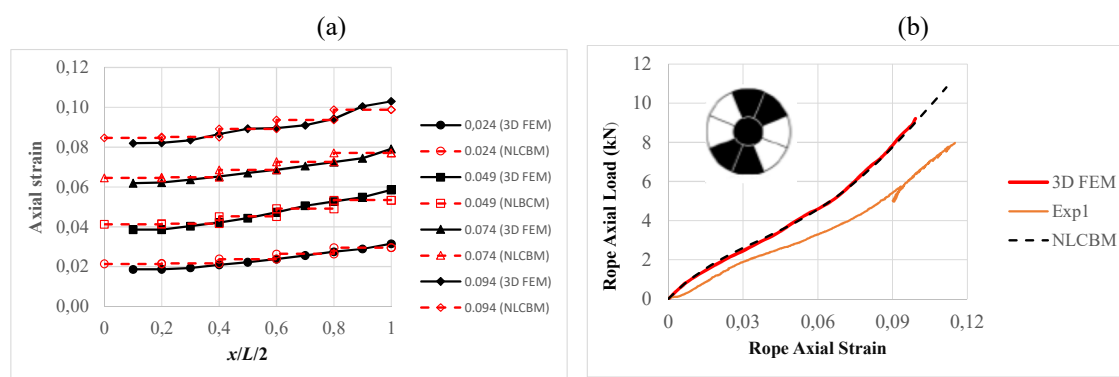 (a)
0,12
0,10
0,08
0,06
0,04
0,02
0,00
Axial strain
0 0,2 0,4 0,6 0,8 1
x/L/2
0,024 (3D FEM)
0.024 (NLCBM)
0.049 (3D FEM)
0.049 (NLBCM)
0.074 (3D FEM)
0.074 (NLCBM)
0.094 (3D FEM)
0.094 (NLCBM)
(b)
12
10
8
6
4
2
0
Rope Axial Load (kN)
0 0,03 0,06 0,09 0,12
Rope Axial Strain
3D FEM
Exp1
NLCBM